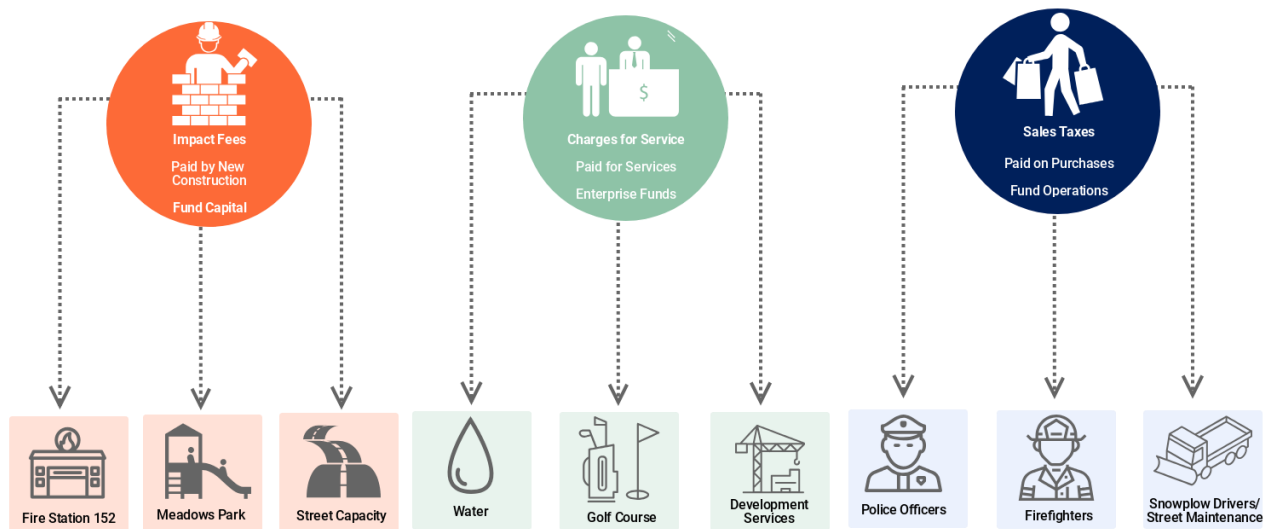 Impact Fees
Paid by New
Construction
Fund Capital
$
Charges for Service
Paid for Services
Enterprise Funds
Sales Taxes
Paid on Purchases
Fund Operations
Fire Station 152
Meadows Park
Street Capacity
Water
Golf Course
Development
Services
Police Officers
Firefighters
Snowplow Drivers/
Street Maintenance